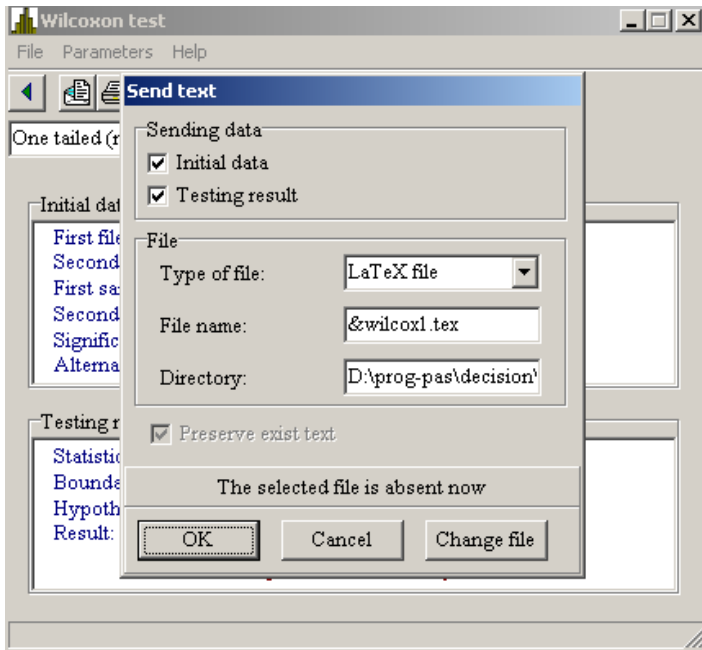 Wilcoxon test
File Parameters Help
Send text
One tailed (r
Sending data
Initial data
Testing result
Initial dat
First file
Second
First sa
Second
Signific
Alterna
File
Type of file: LaTeX file
File name: &wilcox1.tex
Directory: D:\prog-pas\decision\
Preserve exist text
Testing r
Statistic
Bounda
Hypoth
Result:
The selected file is absent now
OK Cancel Change file